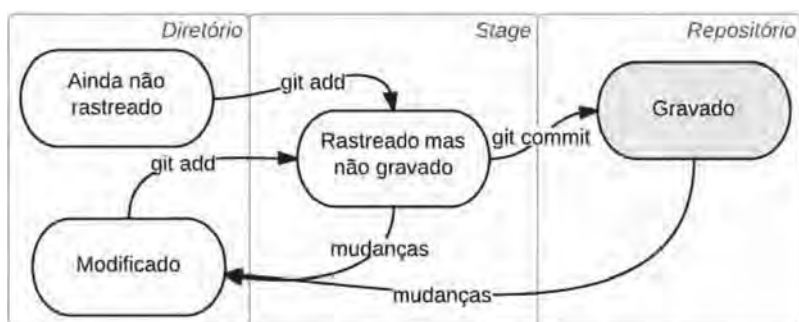 Diretório
Stage
Repositório
Ainda não
rastreado
git add
Rastreado mas
não gravado
git commit
Gravado
git add
Modificado
mudanças
mudanças